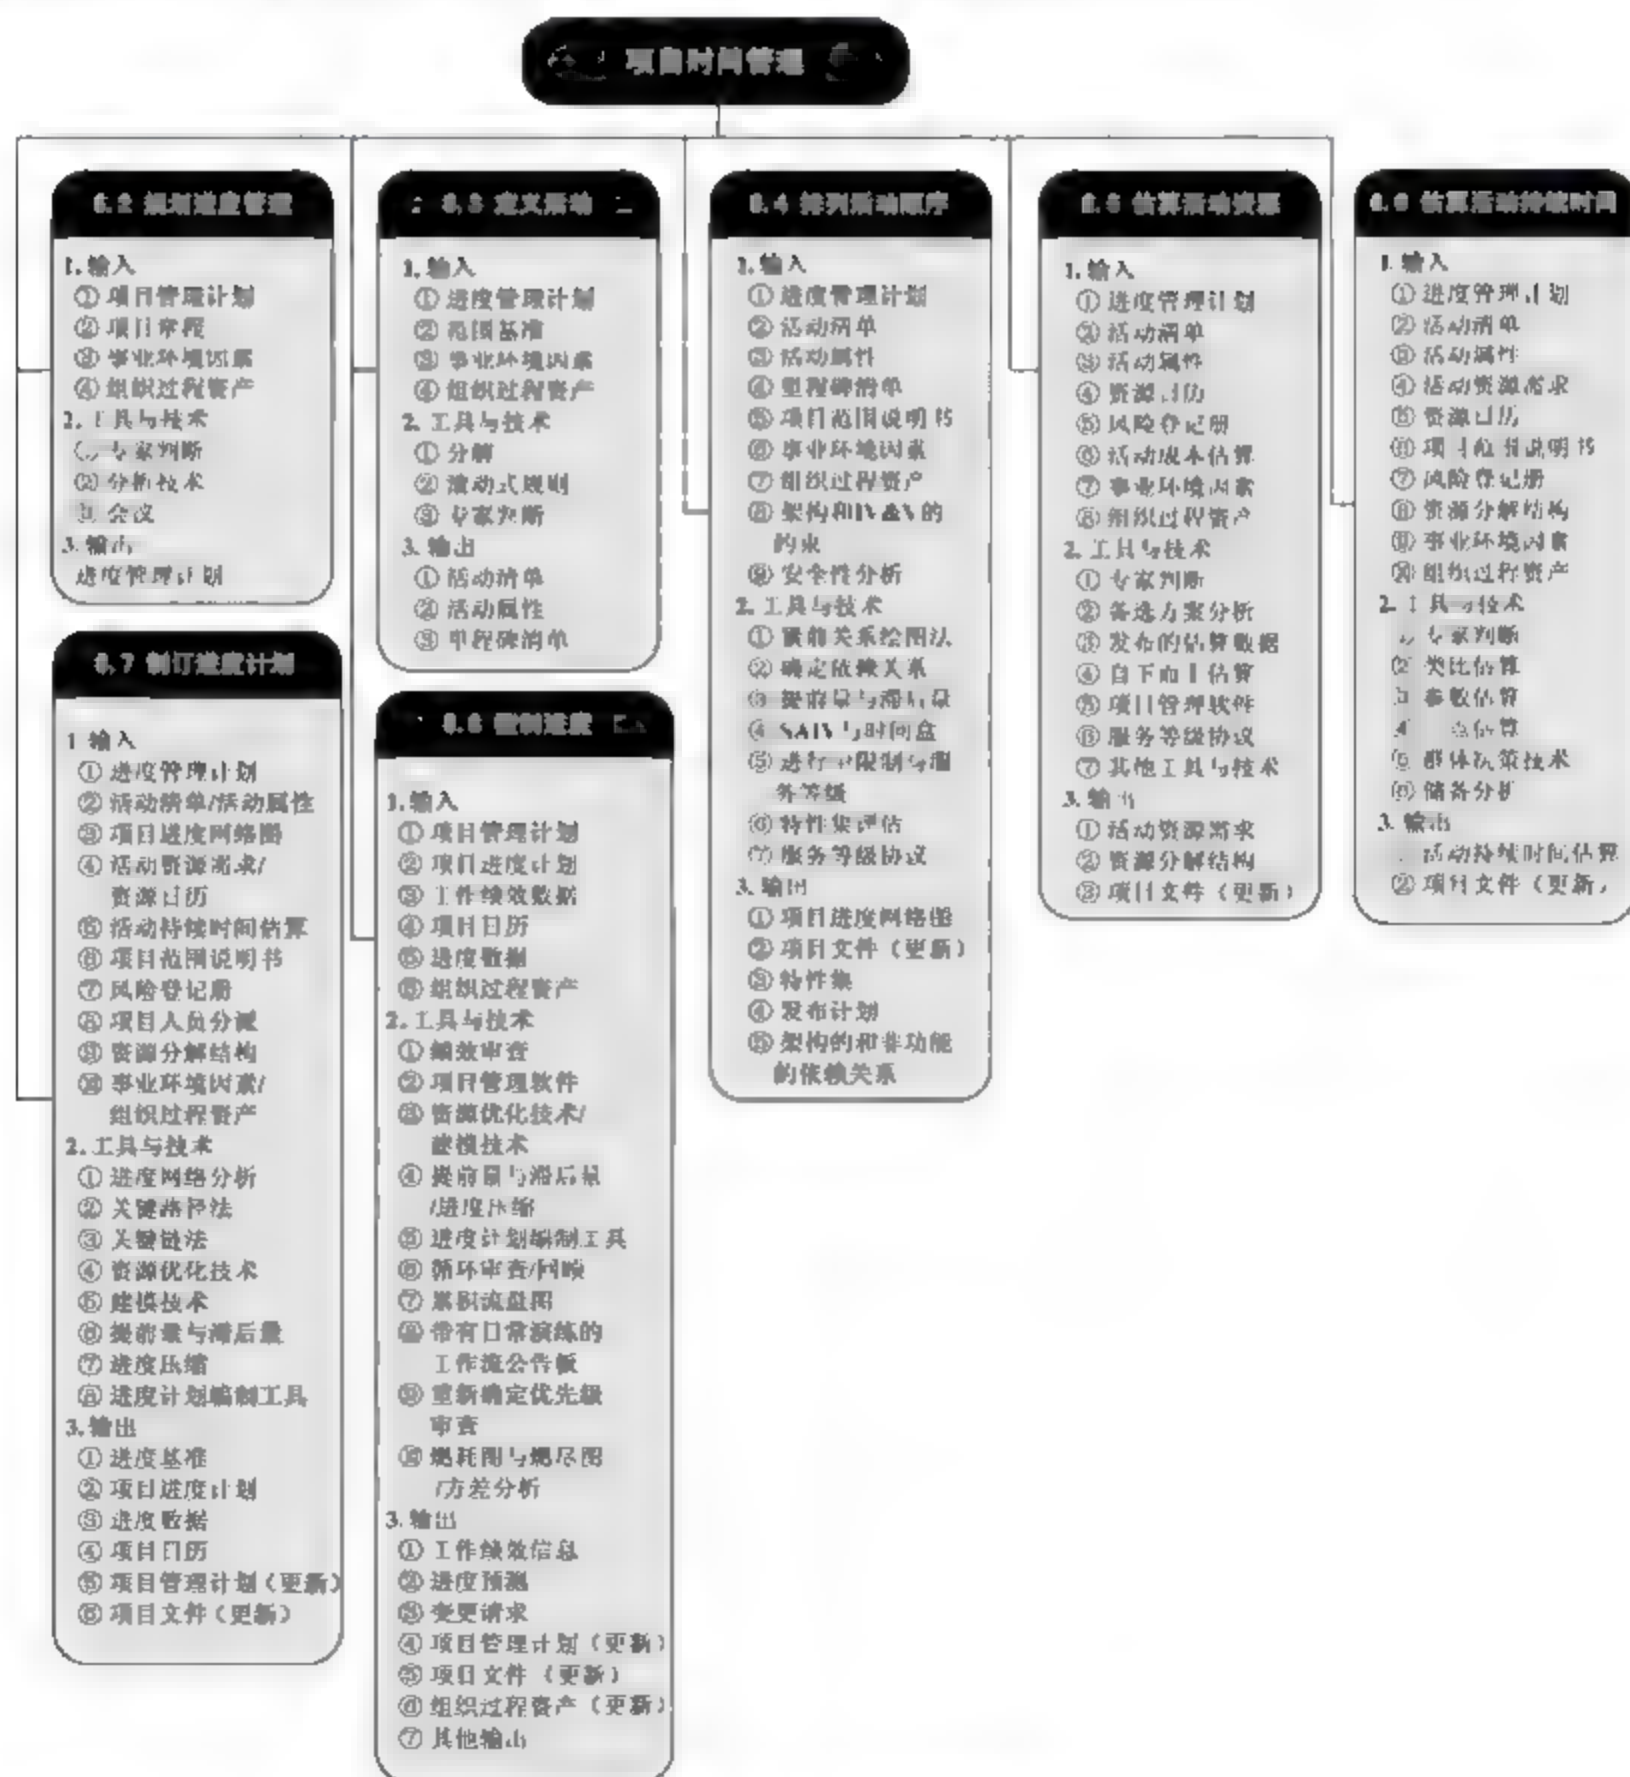 项目时间管理
6.2 规划进度管理
1. 输入
① 项目管理计划
② 项目章程
③ 事业环境因素
④ 组织过程资产
2. 工具与技术
① 专家判断
② 分析技术
③ 会议
3. 输出
进度管理计划
6.3 定义活动
1. 输入
① 进度管理计划
② 范围基准
③ 事业环境因素
④ 组织过程资产
2. 工具与技术
① 分解
② 滚动式规则
③ 专家判断
3. 输出
① 活动清单
② 活动属性
③ 里程碑清单
6.4 排列活动顺序
1. 输入
① 进度管理计划
② 活动清单
③ 活动属性
④ 里程碑清单
⑤ 项目范围说明书
⑥ 事业环境因素
⑦ 组织过程资产
⑧ 架构和IV&V的
约束
⑨ 安全性分析
2. 工具与技术
① 前关系绘图法
② 确定依赖关系
③ 提前量与滞后量
④ SAIV与时间盒
⑤ 进行中限制与服
务等级
⑥ 特性集评估
⑦ 服务等级协议
3. 输出
① 项目进度网络图
② 项目文件（更新）
③ 特性集
④ 发布计划
⑤ 架构的和非功能
的依赖关系
6.5 估算活动资源
1. 输入
① 进度管理计划
② 活动清单
③ 活动属性
④ 资源日历
⑤ 风险登记册
⑥ 活动成本估算
⑦ 事业环境因素
⑧ 组织过程资产
2. 工具与技术
① 专家判断
② 备选方案分析
③ 发布的估算数据
④ 自下而上估算
⑤ 项目管理软件
⑥ 服务等级协议
⑦ 其他工具与技术
3. 输出
① 活动资源需求
② 资源分解结构
③ 项目文件（更新）
6.6 估算活动持续时间
1. 输入
① 进度管理计划
② 活动清单
③ 活动属性
④ 活动资源需求
⑤ 资源日历
⑥ 项目范围说明书
⑦ 风险登记册
⑧ 资源分解结构
⑨ 事业环境因素
⑩ 组织过程资产
2. 工具与技术
① 专家判断
② 类比估算
③ 参数估算
④ 点估算
⑤ 群体决策技术
⑥ 储备分析
3. 输出
① 活动持续时间估算
② 项目文件（更新）
6.7 制订进度计划
1 输入
① 进度管理计划
② 活动清单/活动属性
③ 项目进度网络图
④ 活动资源需求/
资源日历
⑤ 活动持续时间估算
⑥ 项目范围说明书
⑦ 风险登记册
⑧ 项目人员分派
⑨ 资源分解结构
⑩ 事业环境因素/
组织过程资产
2. 工具与技术
① 进度网络分析
② 关键路径法
③ 关键链法
④ 资源优化技术
⑤ 建模技术
⑥ 提前量与滞后量
⑦ 进度压缩
⑧ 进度计划编制工具
3. 输出
① 进度基准
② 项目进度计划
③ 进度数据
④ 项目日历
⑤ 项目管理计划（更新）
⑥ 项目文件（更新）
6.8 控制进度
1. 输入
① 项目管理计划
② 项目进度计划
③ 工作绩效数据
④ 项目日历
⑤ 进度数据
⑥ 组织过程资产
2. 工具与技术
① 绩效审查
② 项目管理软件
③ 资源优化技术/
建模技术
④ 提前量与滞后量
/进度压缩
⑤ 进度计划编制工具
⑥ 循环审查/回顾
⑦ 累积流量图
⑧ 带有日常演练的
工作流公告板
⑨ 重新确定优先级
审查
⑩ 燃耗图与燃尽图
/方差分析
3. 输出
① 工作绩效信息
② 进度预测
③ 变更请求
④ 项目管理计划（更新）
⑤ 项目文件（更新）
⑥ 组织过程资产（更新）
⑦ 其他输出